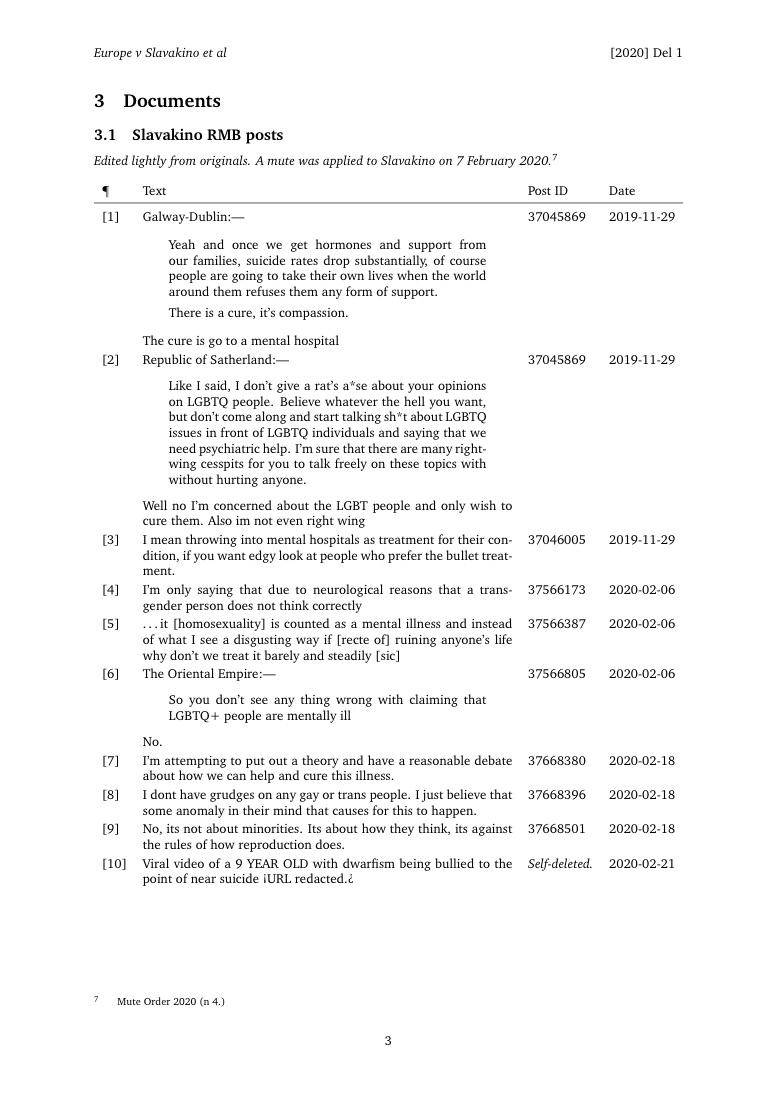 Europe v Slavakino et al [2020] Del 1
3 Documents
3.1 Slavakino RMB posts
Edited lightly from originals. A mute was applied to Slavakino on 7 February 2020.7
¶ Text Post ID Date
[1] Galway-Dublin:— 37045869 2019-11-29
Yeah and once we get hormones and support from
our families, suicide rates drop substantially, of course
people are going to take their own lives when the world
around them refuses them any form of support.
There is a cure, it's compassion.
The cure is go to a mental hospital
[2] Republic of Satherland:— 37045869 2019-11-29
Like I said, I don't give a rat's a*se about your opinions
on LGBTQ people. Believe whatever the hell you want,
but don't come along and start talking sh*t about LGBTQ
issues in front of LGBTQ individuals and saying that we
need psychiatric help. I'm sure that there are many right-
wing cesspits for you to talk freely on these topics with
without hurting anyone.
Well no I'm concerned about the LGBT people and only wish to
cure them. Also im not even right wing
[3] I mean throwing into mental hospitals as treatment for their con- 37046005 2019-11-29
dition, if you want edgy look at people who prefer the bullet treat-
ment.
[4] I'm only saying that due to neurological reasons that a trans- 37566173 2020-02-06
gender person does not think correctly
[5] ...it [homosexuality] is counted as a mental illness and instead 37566387 2020-02-06
of what I see a disgusting way if [recte of] ruining anyone's life
why don't we treat it barely and steadily [sic]
[6] The Oriental Empire:— 37566805 2020-02-06
So you don't see any thing wrong with claiming that
LGBTQ+ people are mentally ill
No.
[7] I'm attempting to put out a theory and have a reasonable debate 37668380 2020-02-18
about how we can help and cure this illness.
[8] I dont have grudges on any gay or trans people. I just believe that 37668396 2020-02-18
some anomaly in their mind that causes for this to happen.
[9] No, its not about minorities. Its about how they think, its against 37668501 2020-02-18
the rules of how reproduction does.
[10] Viral video of a 9 YEAR OLD with dwarfism being bullied to the Self-deleted. 2020-02-21
point of near suicide ¡URL redacted.¿
7 Mute Order 2020 (n 4.)
3